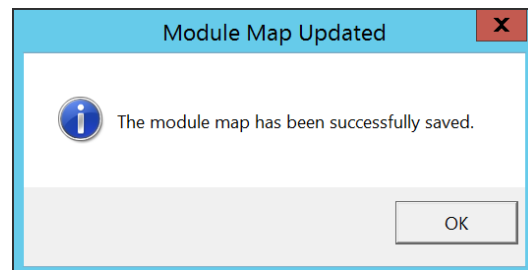 Module Map Updated
X
The module map has been successfully saved.
OK